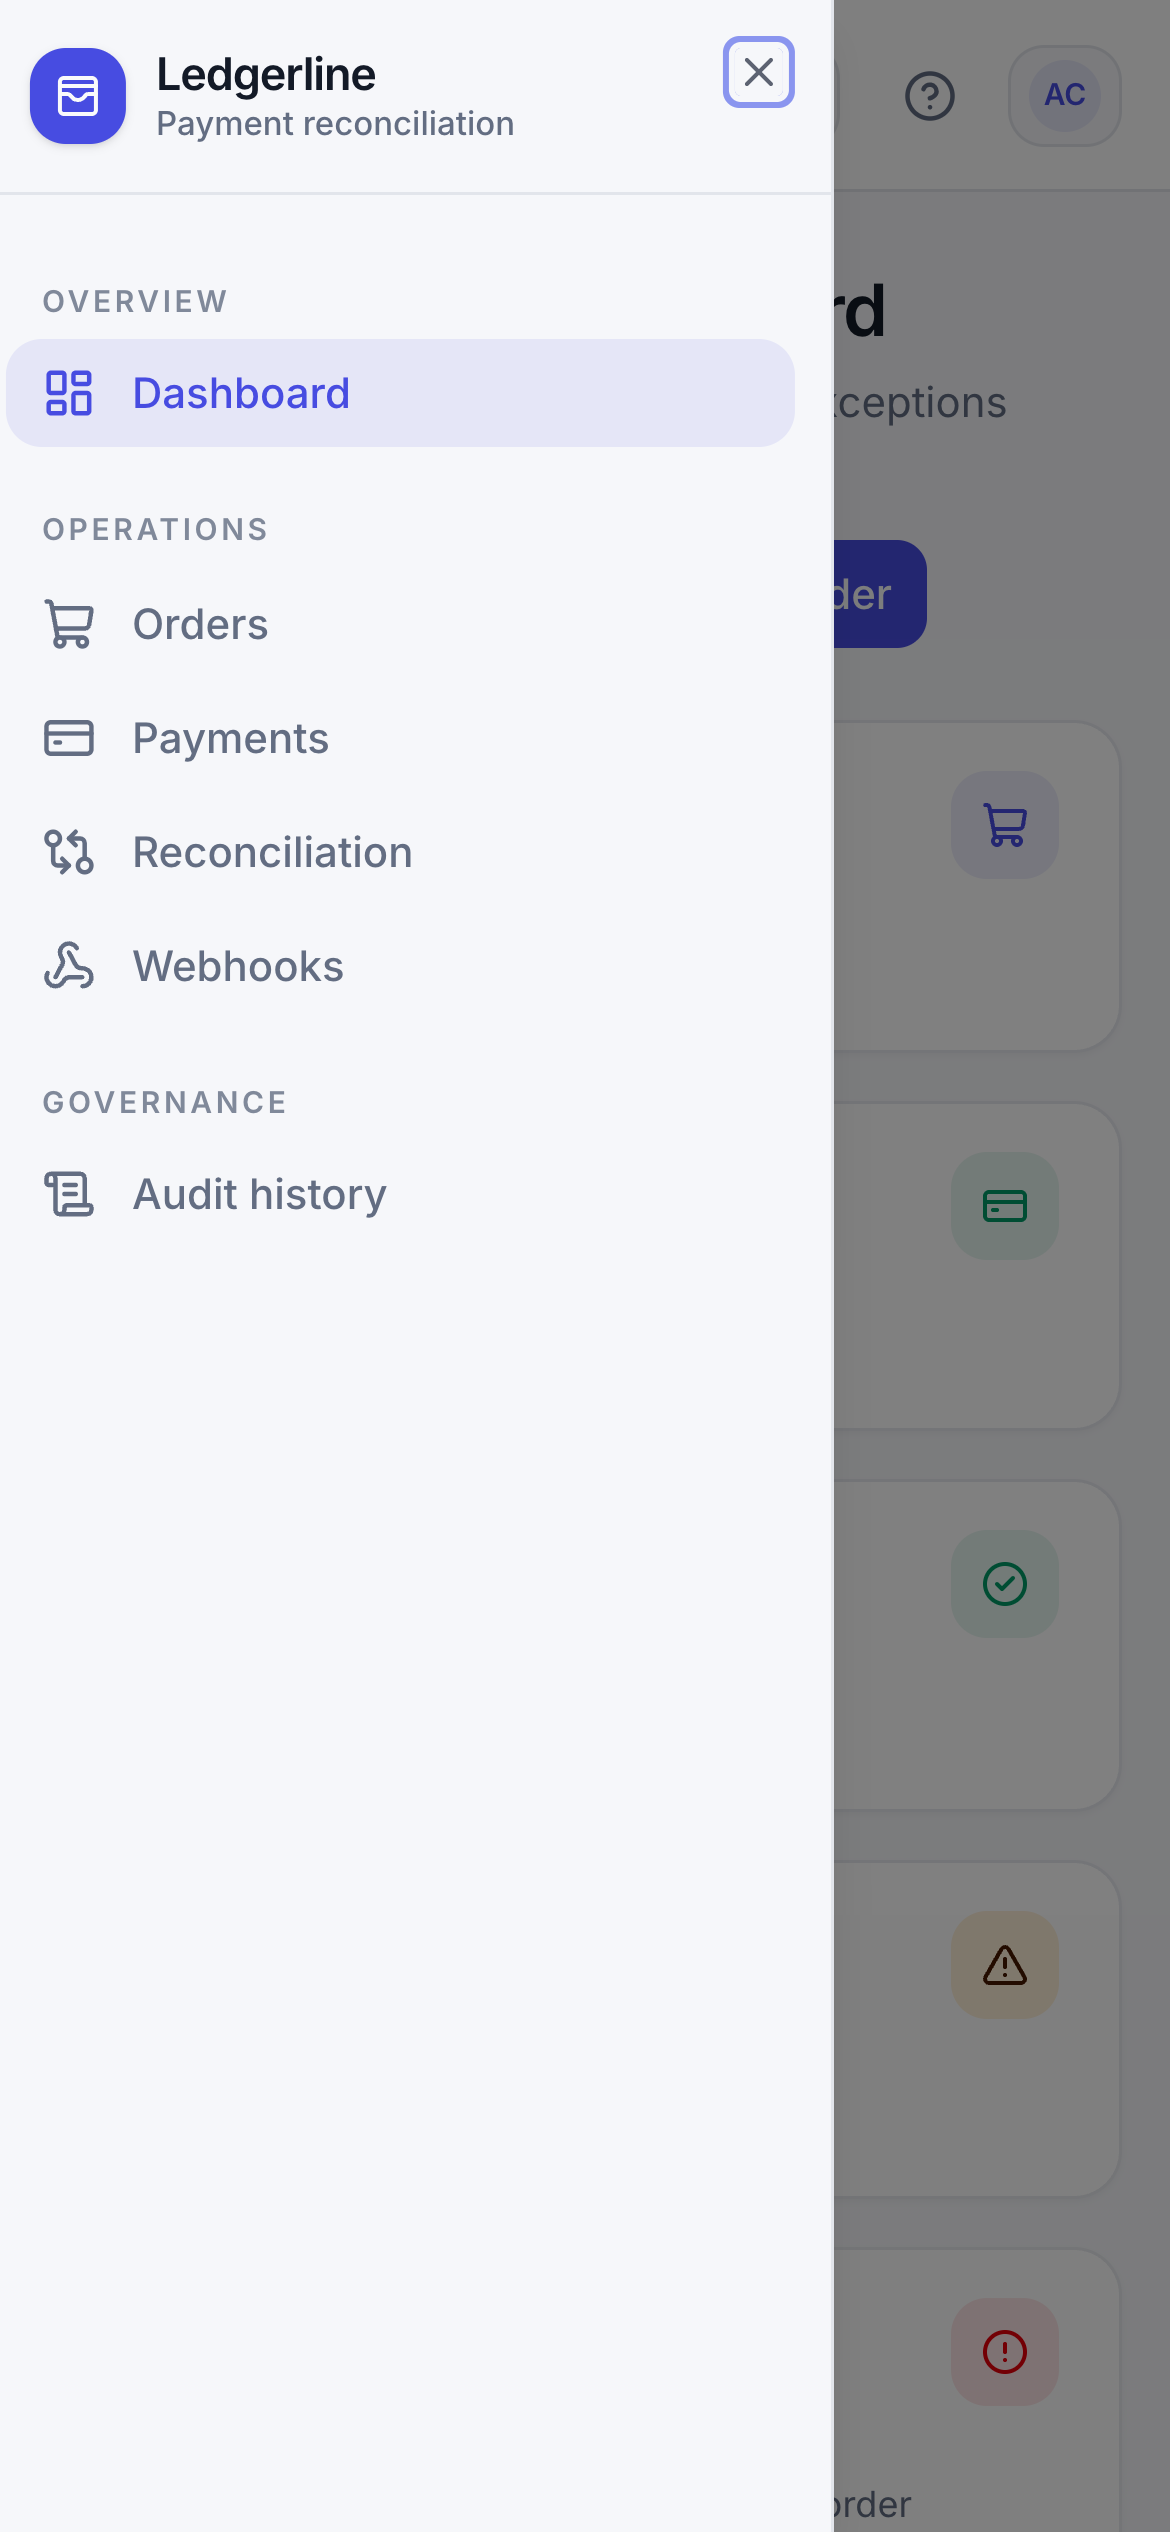 Ledgerline
Payment reconciliation
AC
OVERVIEW
Dashboard
OPERATIONS
Orders
Payments
Reconciliation
Webhooks
GOVERNANCE
Audit history